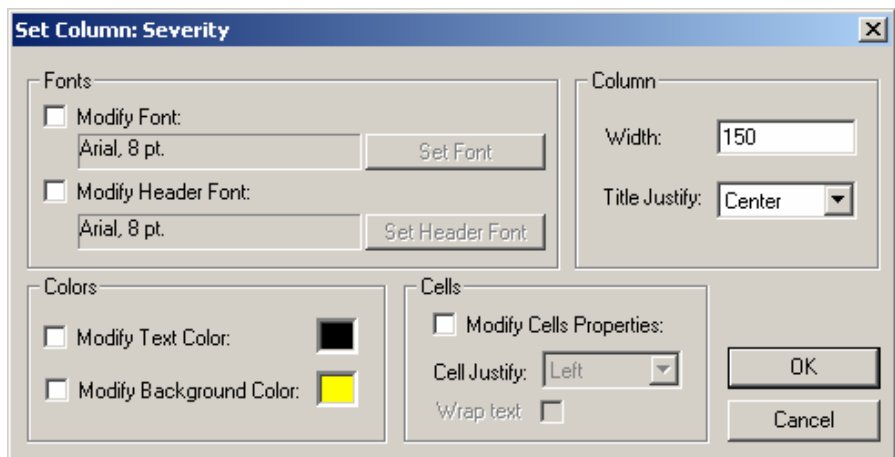 Set Column: Severity
Fonts
Modify Font:
Arial, 8 pt.
Set Font
Modify Header Font:
Arial, 8 pt.
Set Header Font
Column
Width: 150
Title Justify: Center
Colors
Modify Text Color:
Modify Background Color:
Cells
Modify Cells Properties:
Cell Justify: Left
Wrap text
OK
Cancel